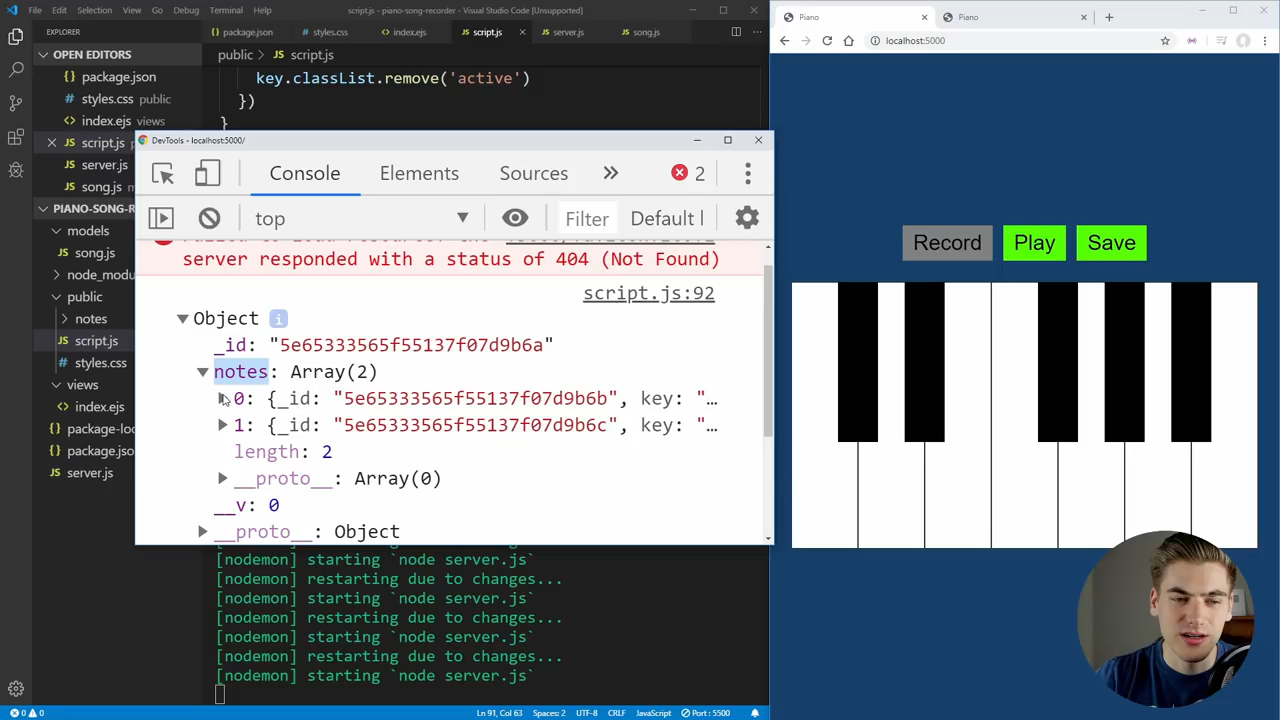 File Edit Selection View Go Run Terminal Help script.js - piano-song-recorder - Visual Studio Code [Unsupported]
EXPLORER
package.json styles.css index.ejs script.js server.js song.js
public > script.js
OPEN EDITORS
package.json
styles.css public
index.ejs views
script.js
server.js
song.js
PIANO-SONG-R
models
song.js
node_modu
public
notes
script.js
styles.css
views
index.ejs
package-loc
package.jso
server.js
key.classList.remove('active')
})
}
DevTools - localhost:5000/
Console Elements Sources 2
top Filter Default l
server responded with a status of 404 (Not Found)
script.js:92
Object i
_id: "5e65333565f55137f07d9b6a"
notes: Array(2)
0: {_id: "5e65333565f55137f07d9b6b", key: "…
1: {_id: "5e65333565f55137f07d9b6c", key: "…
length: 2
__proto__: Array(0)
__v: 0
__proto__: Object
[nodemon] starting `node server.js`
[nodemon] restarting due to changes...
[nodemon] starting `node server.js`
[nodemon] restarting due to changes...
[nodemon] starting `node server.js`
[nodemon] restarting due to changes...
[nodemon] starting `node server.js`
0 0 Ln 91, Col 63 Spaces: 2 UTF-8 CRLF JavaScript Port : 5500
Piano Piano
localhost:5000
Record Play Save